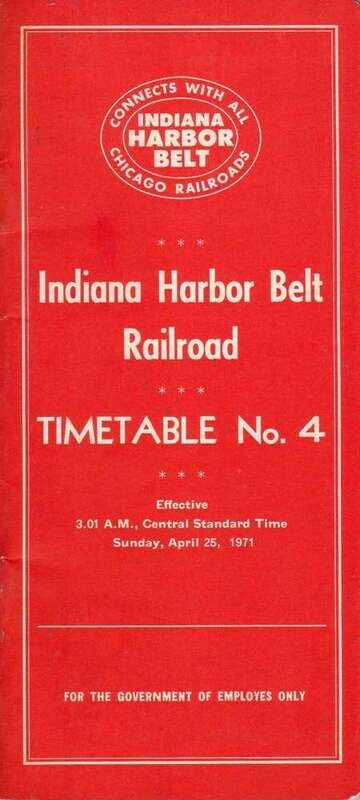 CONNECTS WITH ALL
INDIANA
HARBOR
BELT
CHICAGO RAILROADS
* * *
Indiana Harbor Belt
Railroad
* * *
TIMETABLE No. 4
* * *
Effective
3.01 A.M., Central Standard Time
Sunday, April 25, 1971
FOR THE GOVERNMENT OF EMPLOYES ONLY